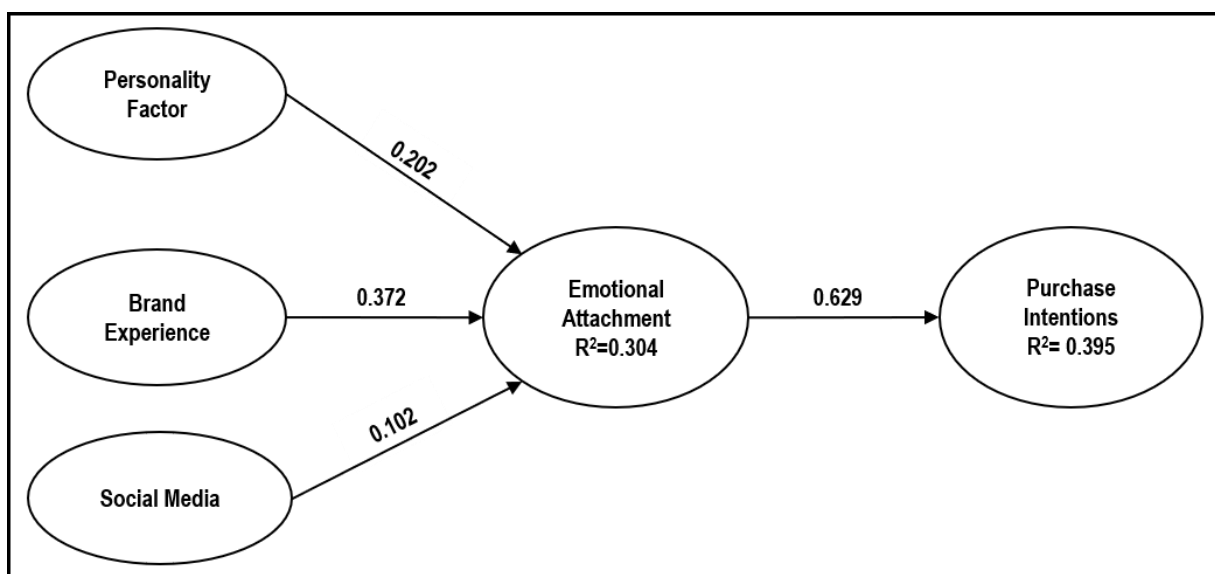 Personality
Factor
0.202
Brand
Experience
0.372
Emotional
Attachment
R²=0.304
0.629
Purchase
Intentions
R²= 0.395
0.102
Social Media